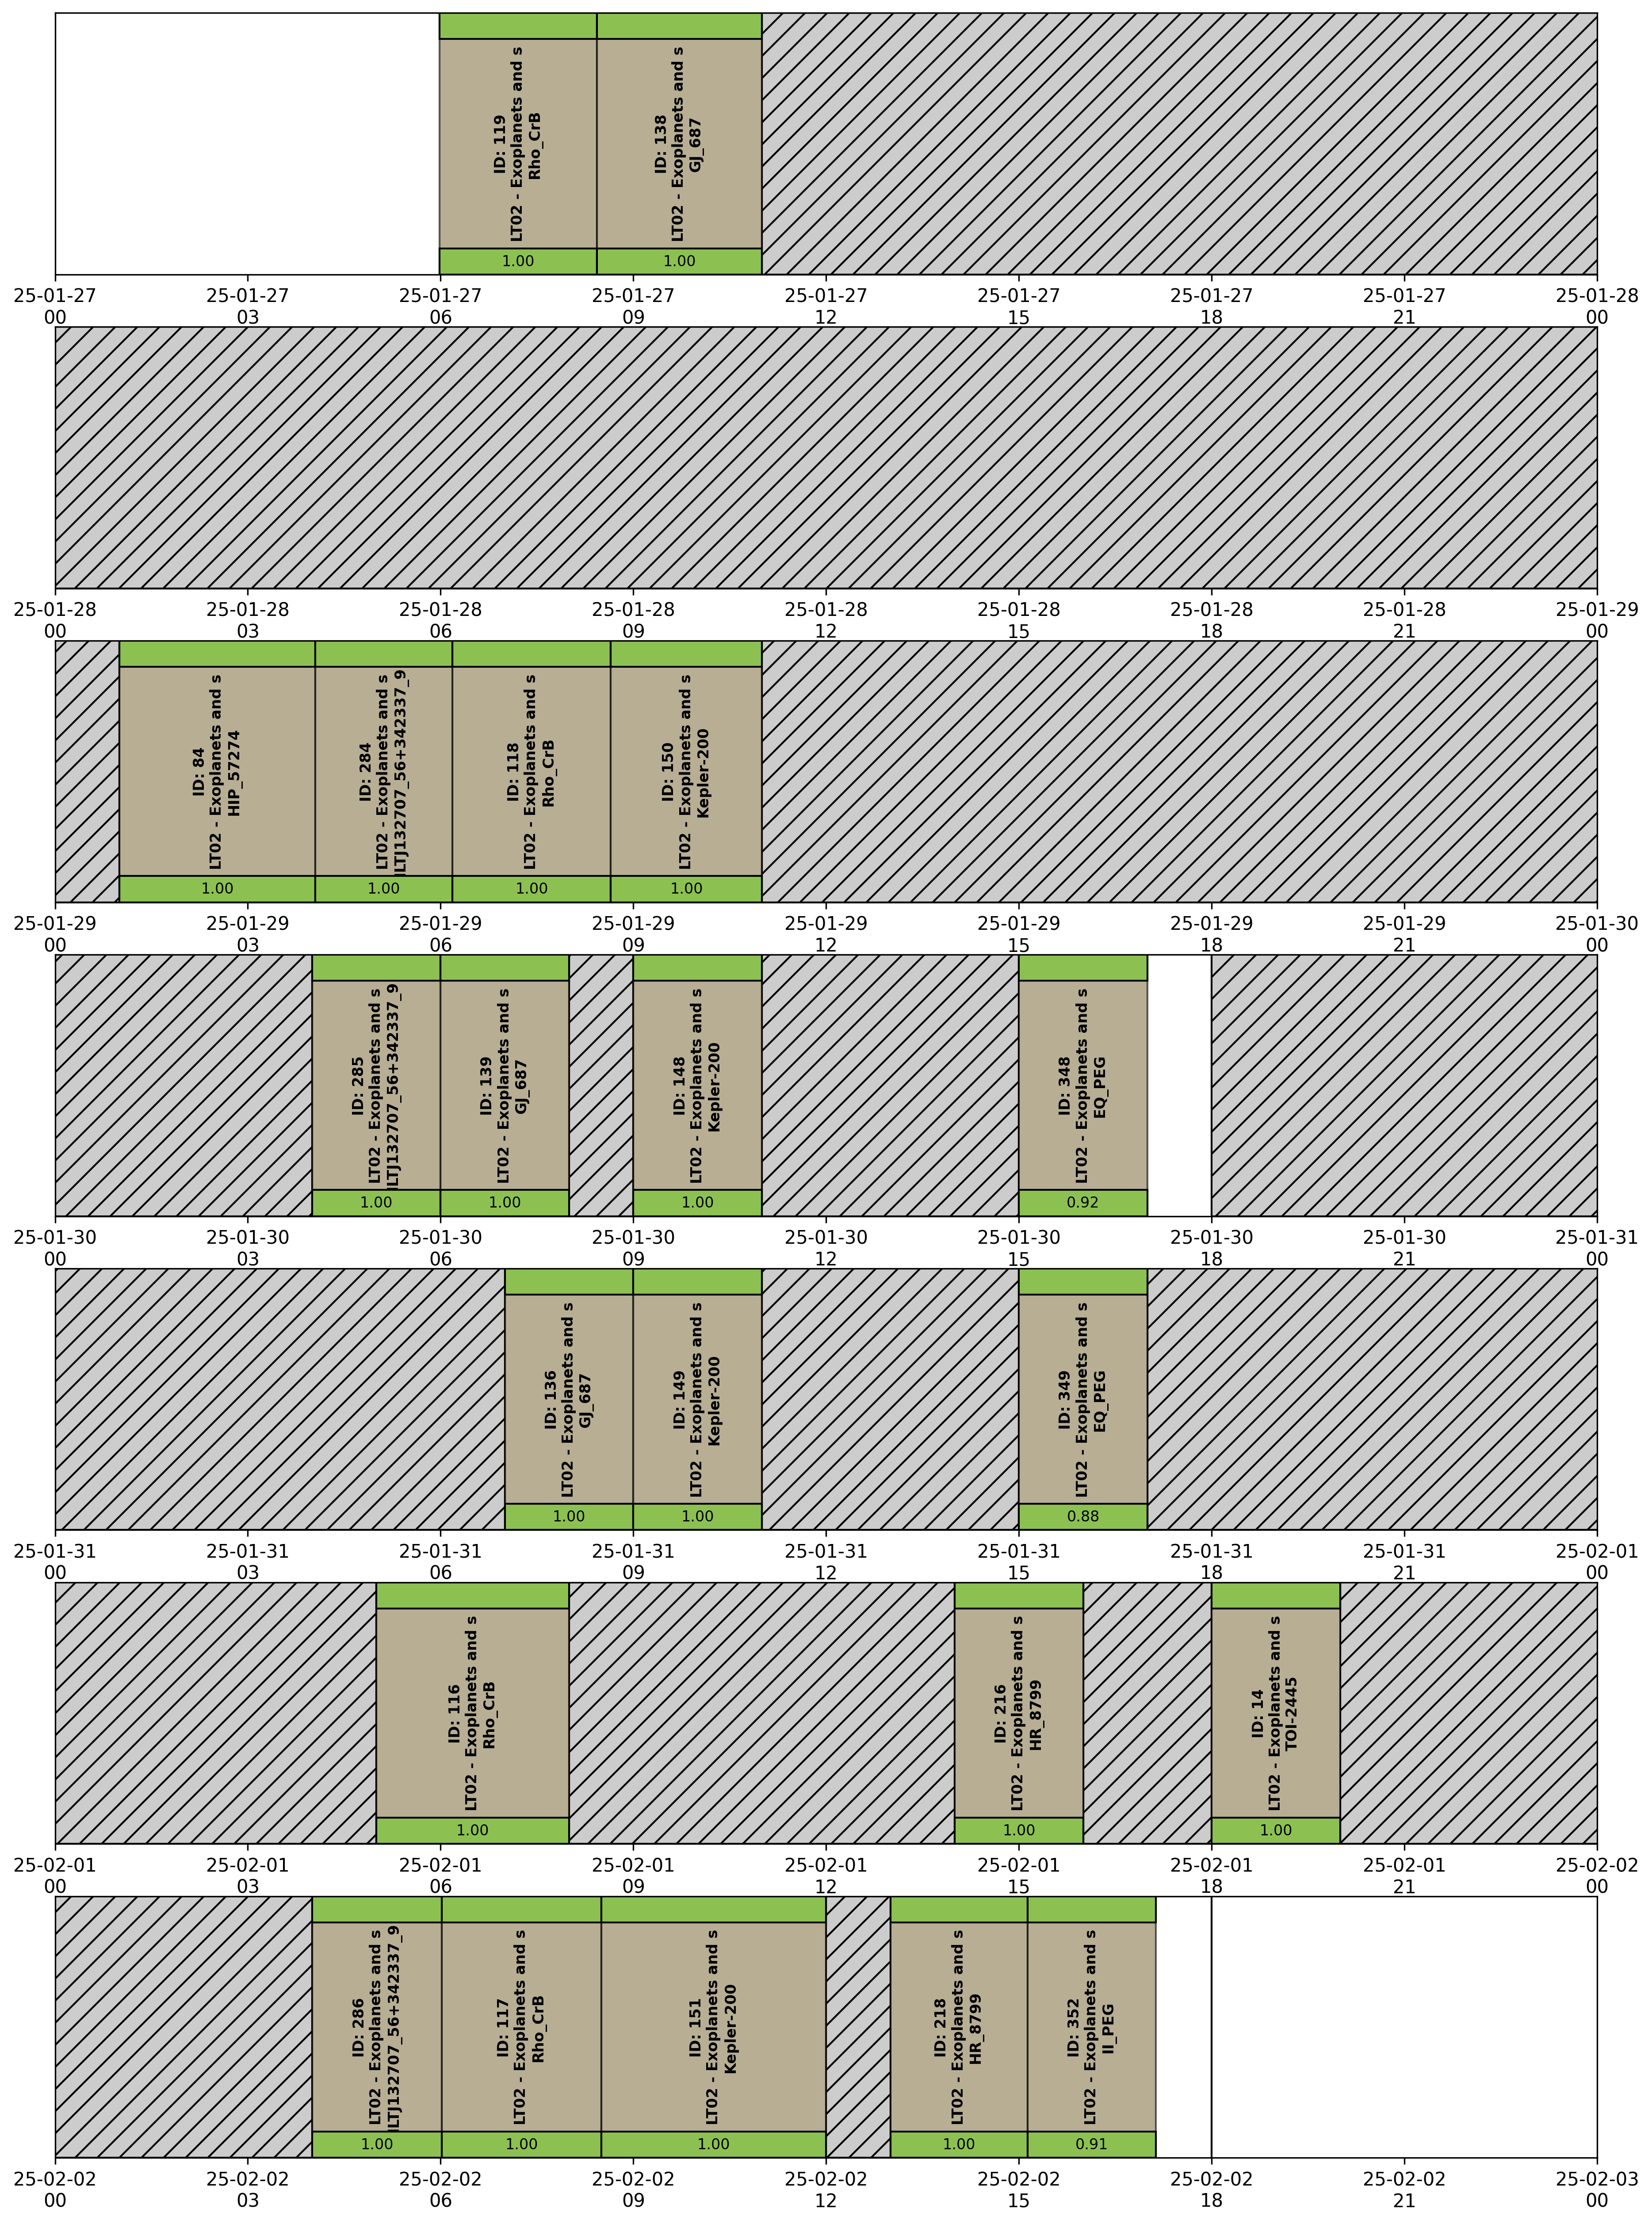 ID: 119
LT02 - Exoplanets and s
Rho_CrB
ID: 138
LT02 - Exoplanets and s
GJ_687
1.00 1.00
25-01-27 25-01-27 25-01-27 25-01-27 25-01-27 25-01-27 25-01-27 25-01-27 25-01-28
00 03 06 09 12 15 18 21 00
25-01-28 25-01-28 25-01-28 25-01-28 25-01-28 25-01-28 25-01-28 25-01-28 25-01-29
00 03 06 09 12 15 18 21 00
ID: 84
LT02 - Exoplanets and s
HIP_57274
ID: 284
LT02 - Exoplanets and s
ILTJ132707_56+342337_9
ID: 118
LT02 - Exoplanets and s
Rho_CrB
ID: 150
LT02 - Exoplanets and s
Kepler-200
1.00 1.00 1.00 1.00
25-01-29 25-01-29 25-01-29 25-01-29 25-01-29 25-01-29 25-01-29 25-01-29 25-01-30
00 03 06 09 12 15 18 21 00
ID: 285
LT02 - Exoplanets and s
ILTJ132707_56+342337_9
ID: 139
LT02 - Exoplanets and s
GJ_687
ID: 148
LT02 - Exoplanets and s
Kepler-200
ID: 348
LT02 - Exoplanets and s
EQ_PEG
1.00 1.00 1.00 0.92
25-01-30 25-01-30 25-01-30 25-01-30 25-01-30 25-01-30 25-01-30 25-01-30 25-01-31
00 03 06 09 12 15 18 21 00
ID: 136
LT02 - Exoplanets and s
GJ_687
ID: 149
LT02 - Exoplanets and s
Kepler-200
ID: 349
LT02 - Exoplanets and s
EQ_PEG
1.00 1.00 0.88
25-01-31 25-01-31 25-01-31 25-01-31 25-01-31 25-01-31 25-01-31 25-01-31 25-02-01
00 03 06 09 12 15 18 21 00
ID: 116
LT02 - Exoplanets and s
Rho_CrB
ID: 216
LT02 - Exoplanets and s
HR_8799
ID: 14
LT02 - Exoplanets and s
TOI-2445
1.00 1.00 1.00
25-02-01 25-02-01 25-02-01 25-02-01 25-02-01 25-02-01 25-02-01 25-02-01 25-02-02
00 03 06 09 12 15 18 21 00
ID: 286
LT02 - Exoplanets and s
ILTJ132707_56+342337_9
ID: 117
LT02 - Exoplanets and s
Rho_CrB
ID: 151
LT02 - Exoplanets and s
Kepler-200
ID: 218
LT02 - Exoplanets and s
HR_8799
ID: 352
LT02 - Exoplanets and s
II_PEG
1.00 1.00 1.00 1.00 0.91
25-02-02 25-02-02 25-02-02 25-02-02 25-02-02 25-02-02 25-02-02 25-02-02 25-02-03
00 03 06 09 12 15 18 21 00